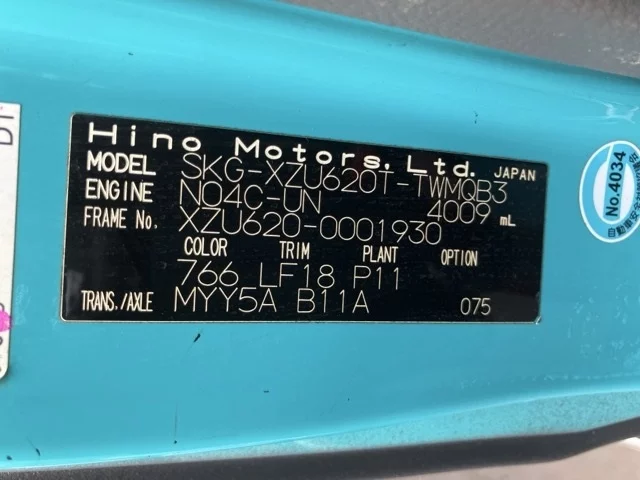 Hino Motors, Ltd. JAPAN
MODEL SKG-XZU620T-TWMQB3
ENGINE N04C-UN 4009 mL
FRAME No. XZU620-0001930
COLOR TRIM PLANT OPTION
766 LF18 P11
TRANS./AXLE MYY5A B11A 075
No.4034
DI